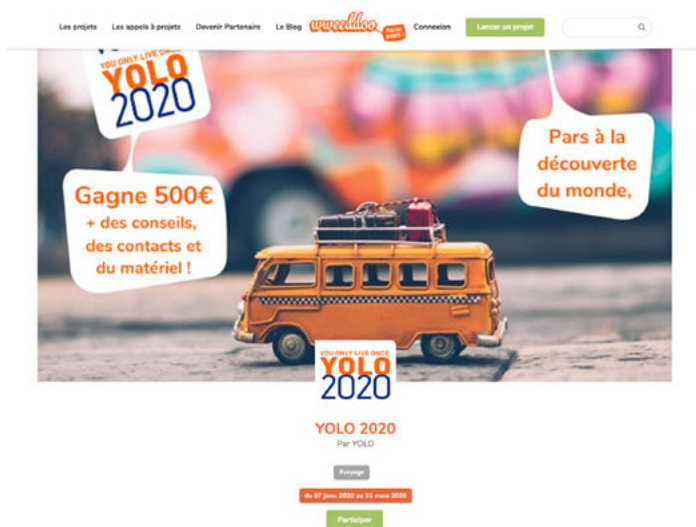 Les projets Les appels à projets Devenir Partenaire Le Blog wweeddoo Connexion Lancer un projet
YOU ONLY LIVE ONCE
YOLO
2020
Gagne 500€
+ des conseils,
des contacts et
du matériel !
Pars à la
découverte
du monde,
YOU ONLY LIVE ONCE
YOLO
2020
YOLO 2020
Par YOLO
#voyage
du 07 janv. 2020 au 31 mars 2020
Participer